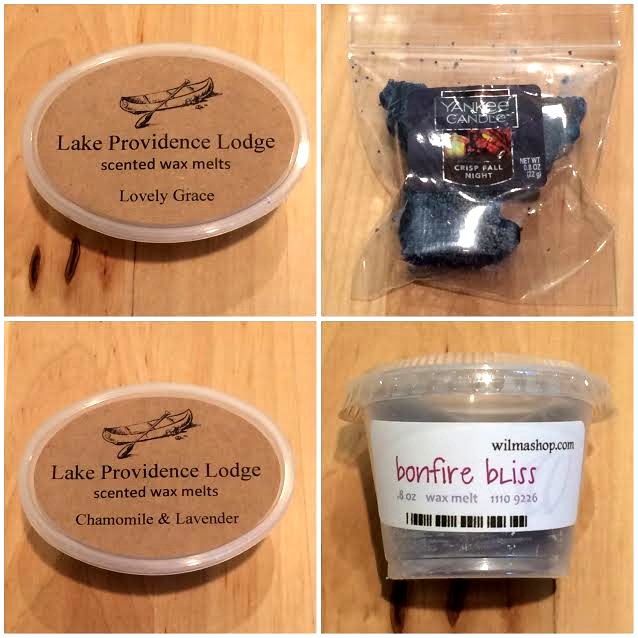 Lake Providence Lodge
scented wax melts
Lovely Grace
YANKEE
CANDLE
CRISP FALL
NIGHT
NET WT
0.8 OZ
(22 g)
Lake Providence Lodge
scented wax melts
Chamomile & Lavender
wilmashop.com
bonfire bliss
.8 oz wax melt 1110 9226